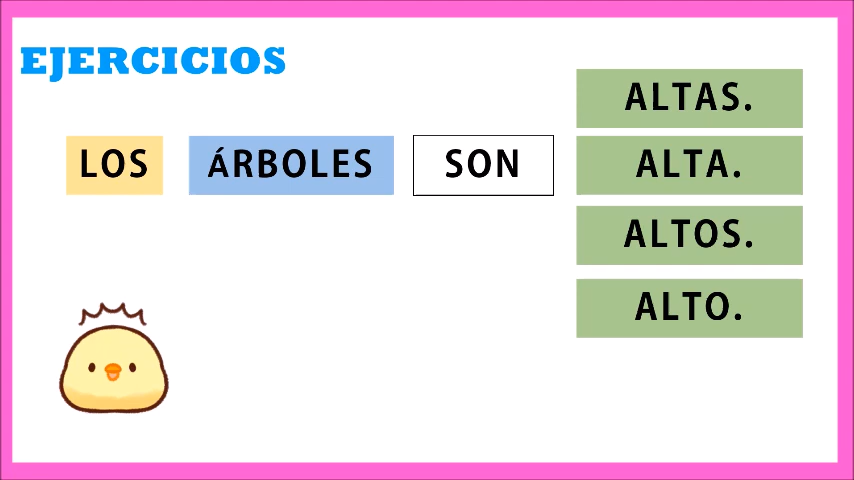 EJERCICIOS
LOS ÁRBOLES SON
ALTAS.
ALTA.
ALTOS.
ALTO.